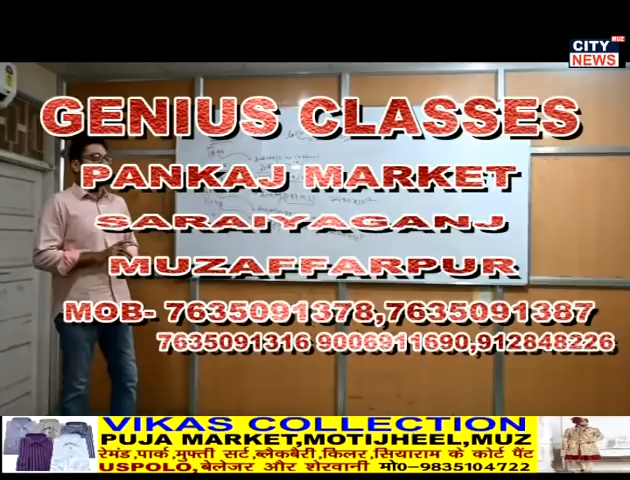 CITY MUZ
NEWS
GENIUS CLASSES
PANKAJ MARKET
SARAIYAGANJ
MUZAFFARPUR
MOB- 7635091378,7635091387
7635091316 9006911690,912848226
VIKAS COLLECTION
PUJA MARKET,MOTIJHEEL,MUZ
रेमंड,पार्क,मुफ्ती सर्ट,ब्लैकबैरी,किलर,सियाराम के कोर्ट पैंट
USPOLO,बेलेजर और शेरवानी मो0-9835104722